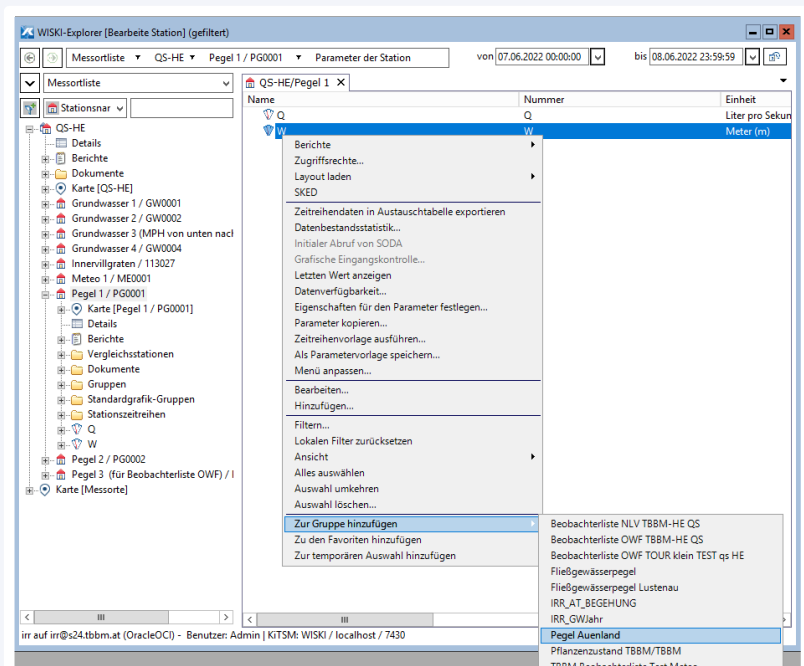 WISKI-Explorer [Bearbeite Station] (gefiltert)
Messortliste QS-HE Pegel 1 / PG0001 Parameter der Station von 07.06.2022 00:00:00 bis 08.06.2022 23:59:59
Messortliste
QS-HE/Pegel 1
Stationsnar
Name Nummer Einheit
Q Q Liter pro Sekun
W W Meter (m)
QS-HE
Details
Berichte
Dokumente
Karte [QS-HE]
Grundwasser 1 / GW0001
Grundwasser 2 / GW0002
Grundwasser 3 (MPH von unten nach
Grundwasser 4 / GW0004
Innervillgraten / 113027
Meteo 1 / ME0001
Pegel 1 / PG0001
Karte [Pegel 1 / PG0001]
Details
Berichte
Vergleichsstationen
Dokumente
Gruppen
Standardgrafik-Gruppen
Stationszeitreihen
Q
W
Pegel 2 / PG0002
Pegel 3 (für Beobachterliste OWF) / I
Karte [Messorte]
Berichte
Zugriffsrechte...
Layout laden
SKED
Zeitreihendaten in Austauschtabelle exportieren
Datenbestandsstatistik...
Initialer Abruf von SODA
Grafische Eingangskontrolle...
Letzten Wert anzeigen
Datenverfügbarkeit...
Eigenschaften für den Parameter festlegen...
Parameter kopieren...
Zeitreihenvorlage ausführen...
Als Parametervorlage speichern...
Menü anpassen...
Bearbeiten...
Hinzufügen...
Filtern...
Lokalen Filter zurücksetzen
Ansicht
Alles auswählen
Auswahl umkehren
Auswahl löschen...
Zur Gruppe hinzufügen
Zu den Favoriten hinzufügen
Zur temporären Auswahl hinzufügen
Beobachterliste NLV TBBM-HE QS
Beobachterliste OWF TBBM-HE QS
Beobachterliste OWF TOUR klein TEST qs HE
Fließgewässerpegel
Fließgewässerpegel Lustenau
IRR_AT_BEGEHUNG
IRR_GWJahr
Pegel Auenland
Pflanzenzustand TBBM/TBBM
TBBM Beobachterliste Test Meteo
irr auf irr@s24.tbbm.at (OracleOCI) - Benutzer: Admin | KiTSM: WISKI / localhost / 7430